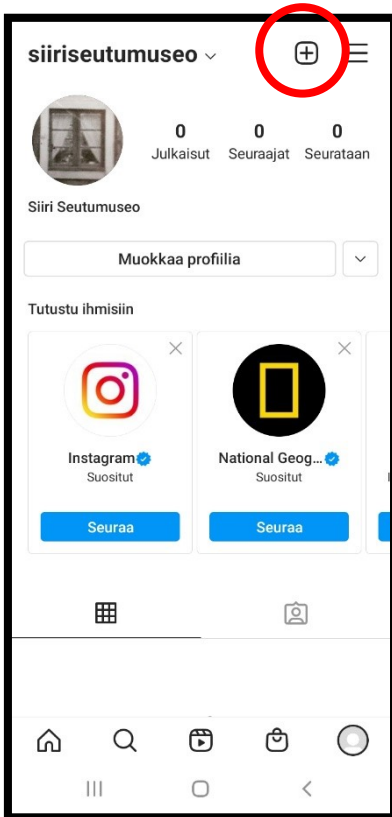 siiriseutumuseo
0 0 0
Julkaisut Seuraajat Seurataan
Siiri Seutumuseo
Muokkaa profiilia
Tutustu ihmisiin
Instagram National Geog...
Suositut Suositut
Seuraa Seuraa